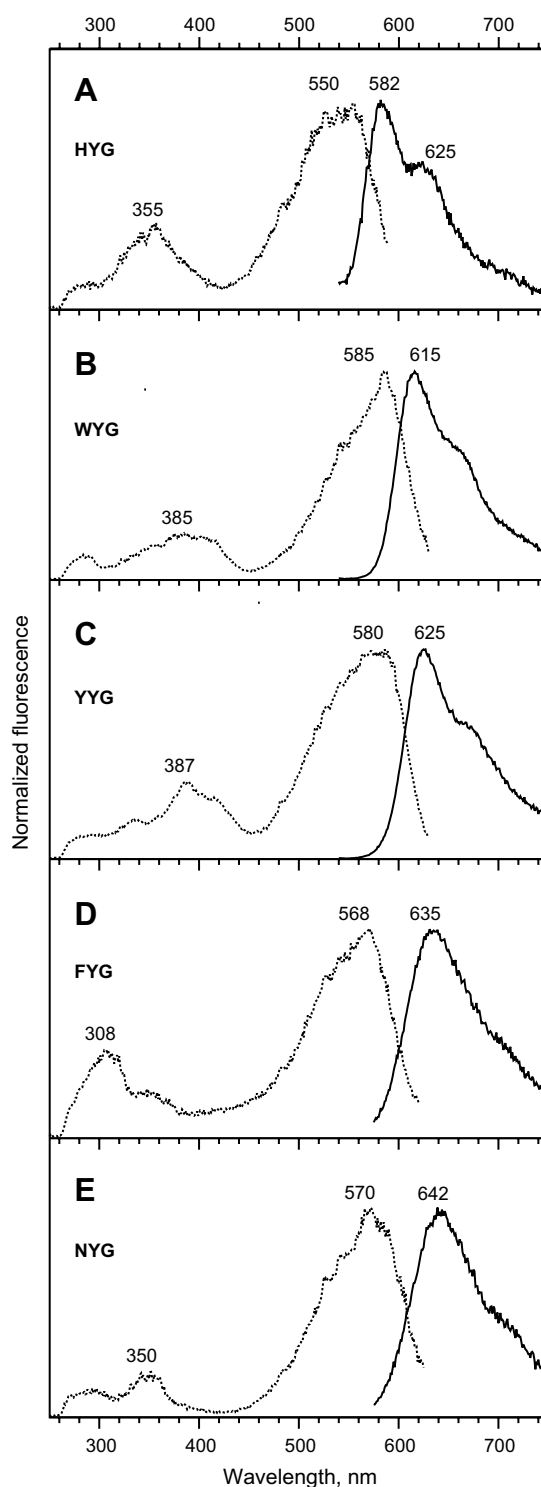 300 400 500 600 700
A
550 582
HYG
625
355
B
585 615
WYG
385
C
580 625
YYG
387
D
568 635
FYG
308
E
570 642
NYG
350
300 400 500 600 700
Wavelength, nm
Normalized fluorescence